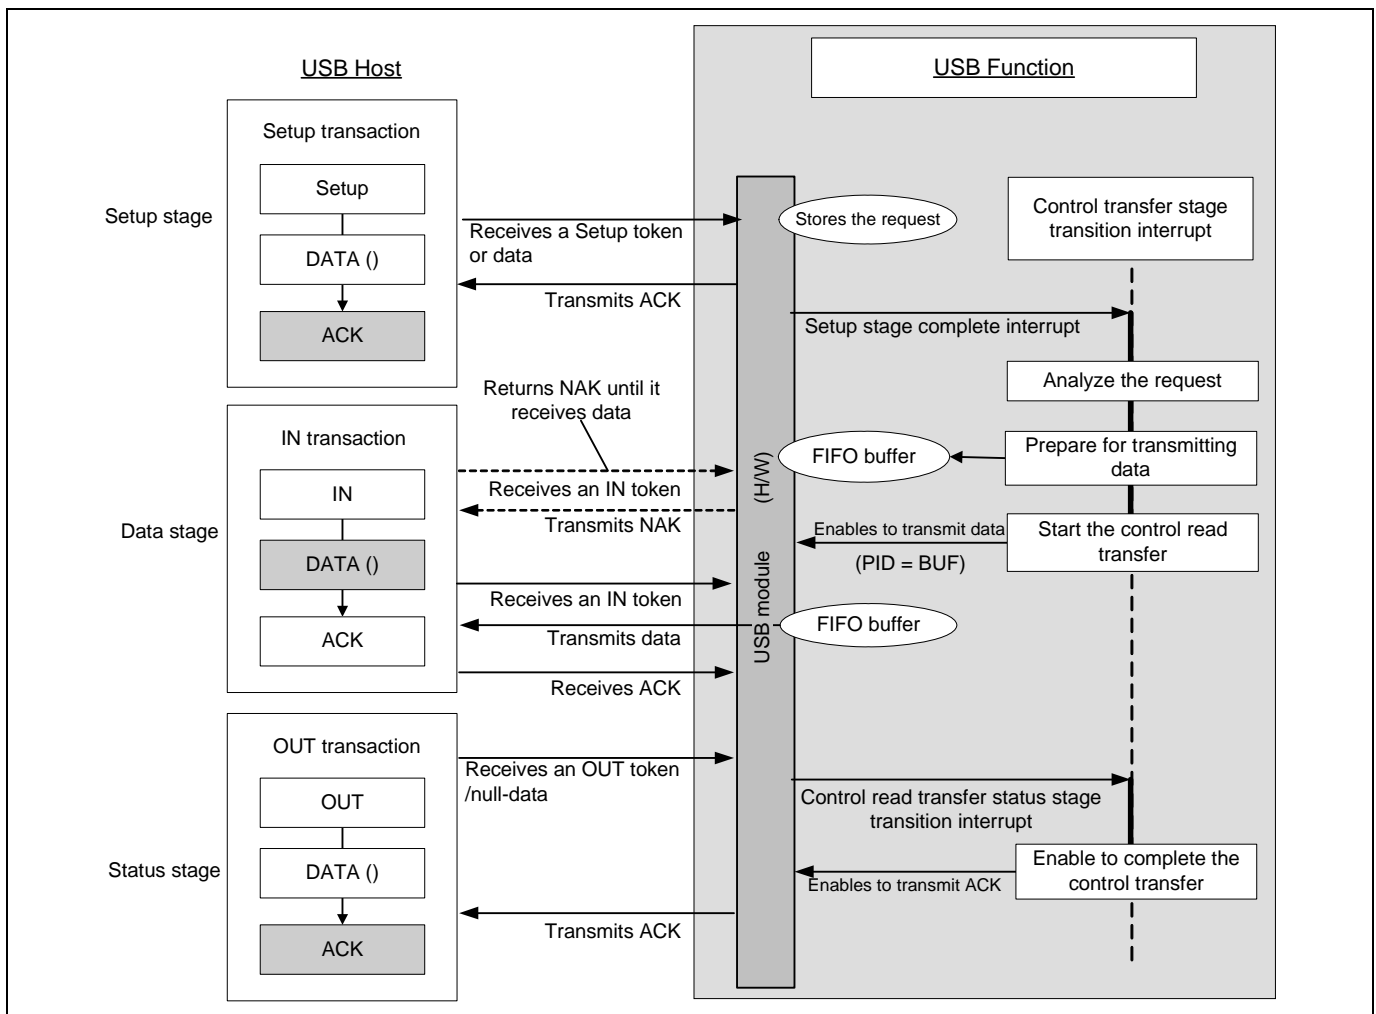 USB Host
USB Function
Setup transaction
Setup
DATA ()
ACK
Setup stage
Receives a Setup token
or data
Transmits ACK
Stores the request
Control transfer stage
transition interrupt
Setup stage complete interrupt
Analyze the request
Returns NAK until it
receives data
IN transaction
IN
DATA ()
ACK
Data stage
Receives an IN token
Transmits NAK
FIFO buffer
Prepare for transmitting
data
Enables to transmit data
(PID = BUF)
Start the control read
transfer
Receives an IN token
Transmits data
FIFO buffer
Receives ACK
USB module (H/W)
OUT transaction
OUT
DATA ()
ACK
Status stage
Receives an OUT token
/null-data
Control read transfer status stage
transition interrupt
Enable to complete the
control transfer
Enables to transmit ACK
Transmits ACK